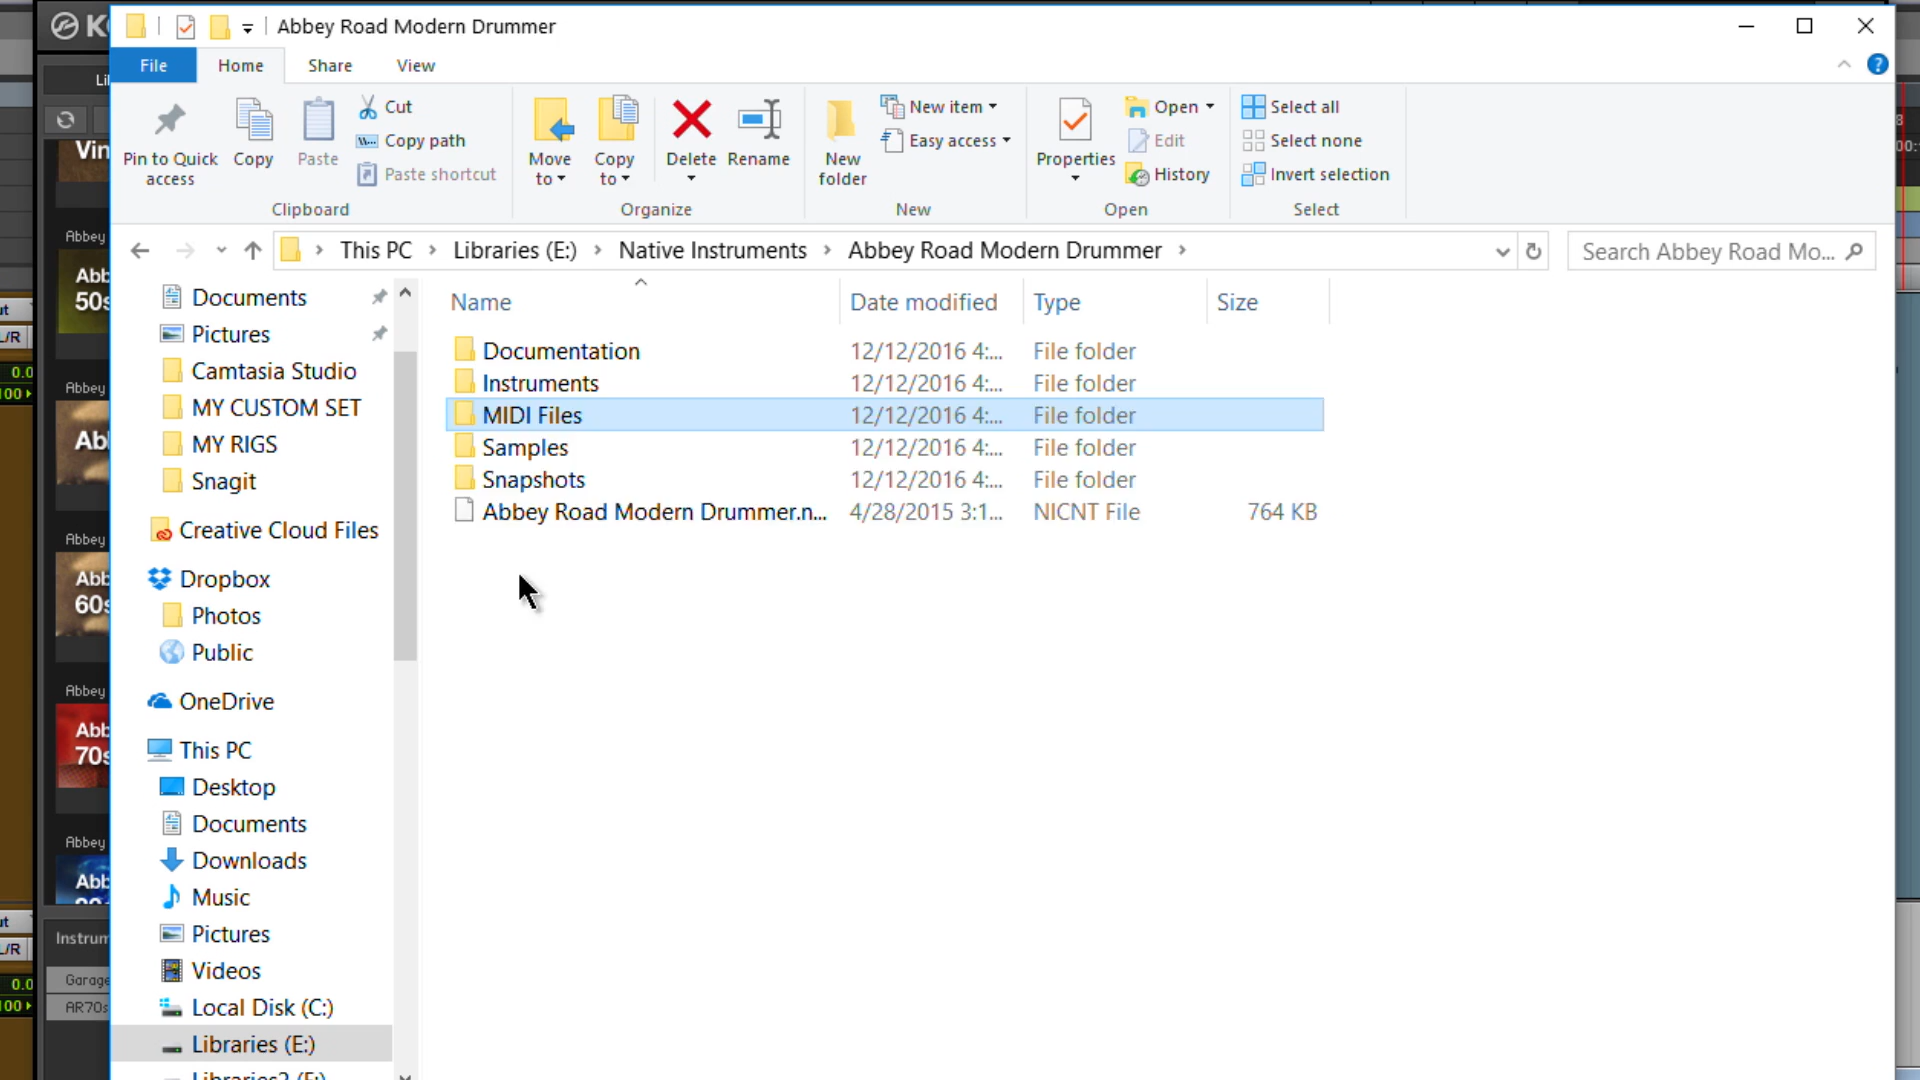 Abbey Road Modern Drummer
File Home Share View
Pin to Quick access
Copy
Paste
Cut
Copy path
Paste shortcut
Clipboard
Move to
Copy to
Delete
Rename
Organize
New folder
New item
Easy access
New
Properties
Open
Edit
History
Open
Select all
Select none
Invert selection
Select
This PC > Libraries (E:) > Native Instruments > Abbey Road Modern Drummer >
Search Abbey Road Mo...
Name Date modified Type Size
Documentation 12/12/2016 4:... File folder
Instruments 12/12/2016 4:... File folder
MIDI Files 12/12/2016 4:... File folder
Samples 12/12/2016 4:... File folder
Snapshots 12/12/2016 4:... File folder
Abbey Road Modern Drummer.n... 4/28/2015 3:1... NICNT File 764 KB
Documents
Pictures
Camtasia Studio
MY CUSTOM SET
MY RIGS
Snagit
Creative Cloud Files
Dropbox
Photos
Public
OneDrive
This PC
Desktop
Documents
Downloads
Music
Pictures
Videos
Local Disk (C:)
Libraries (E:)
Vin
Abbey
Abb
50s
Abbey
Ab
Abbey
Abb
60s
Abbey
Abb
70s
Abbey
Abb
Instrum
Garage
AR70s
L/R
0.0
100
L/R
0.0
100